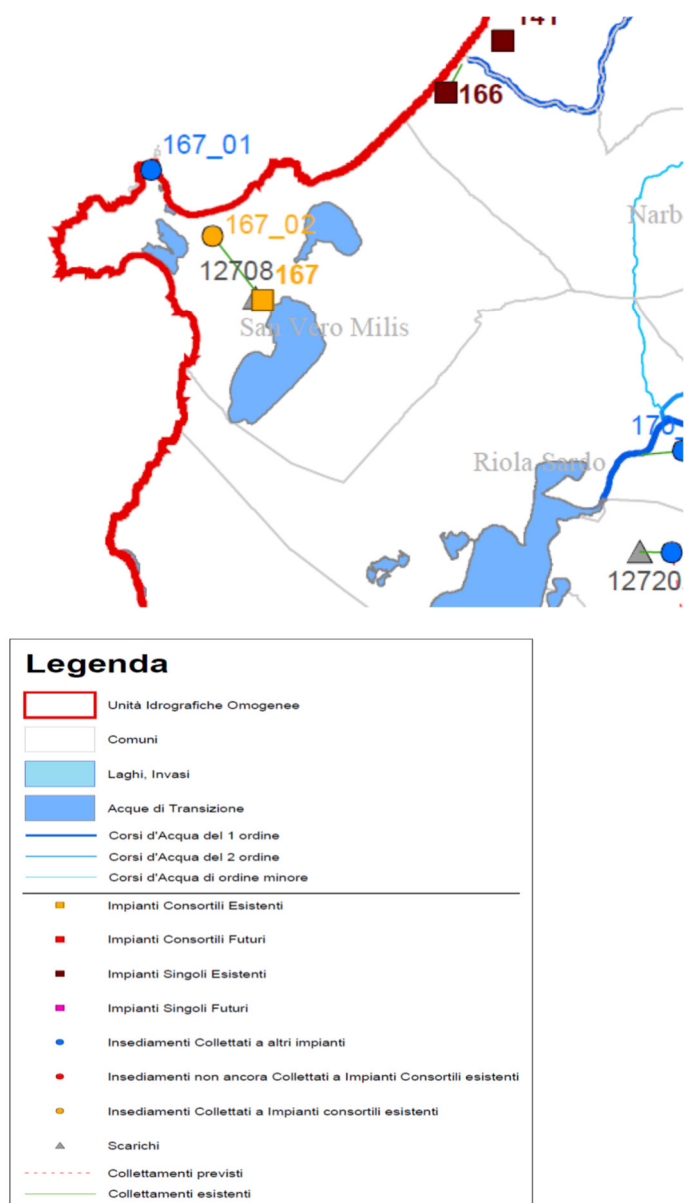 141
166
167_01
167_02
Narb
12708
167
San Vero Milis
170
Riola Sardo
12720
Legenda
Unità Idrografiche Omogenee
Comuni
Laghi, Invasi
Acque di Transizione
Corsi d'Acqua del 1 ordine
Corsi d'Acqua del 2 ordine
Corsi d'Acqua di ordine minore
Impianti Consortili Esistenti
Impianti Consortili Futuri
Impianti Singoli Esistenti
Impianti Singoli Futuri
Insediamenti Collettati a altri impianti
Insediamenti non ancora Collettati a Impianti Consortili esistenti
Insediamenti Collettati a Impianti consortili esistenti
Scarichi
Collettamenti previsti
Collettamenti esistenti